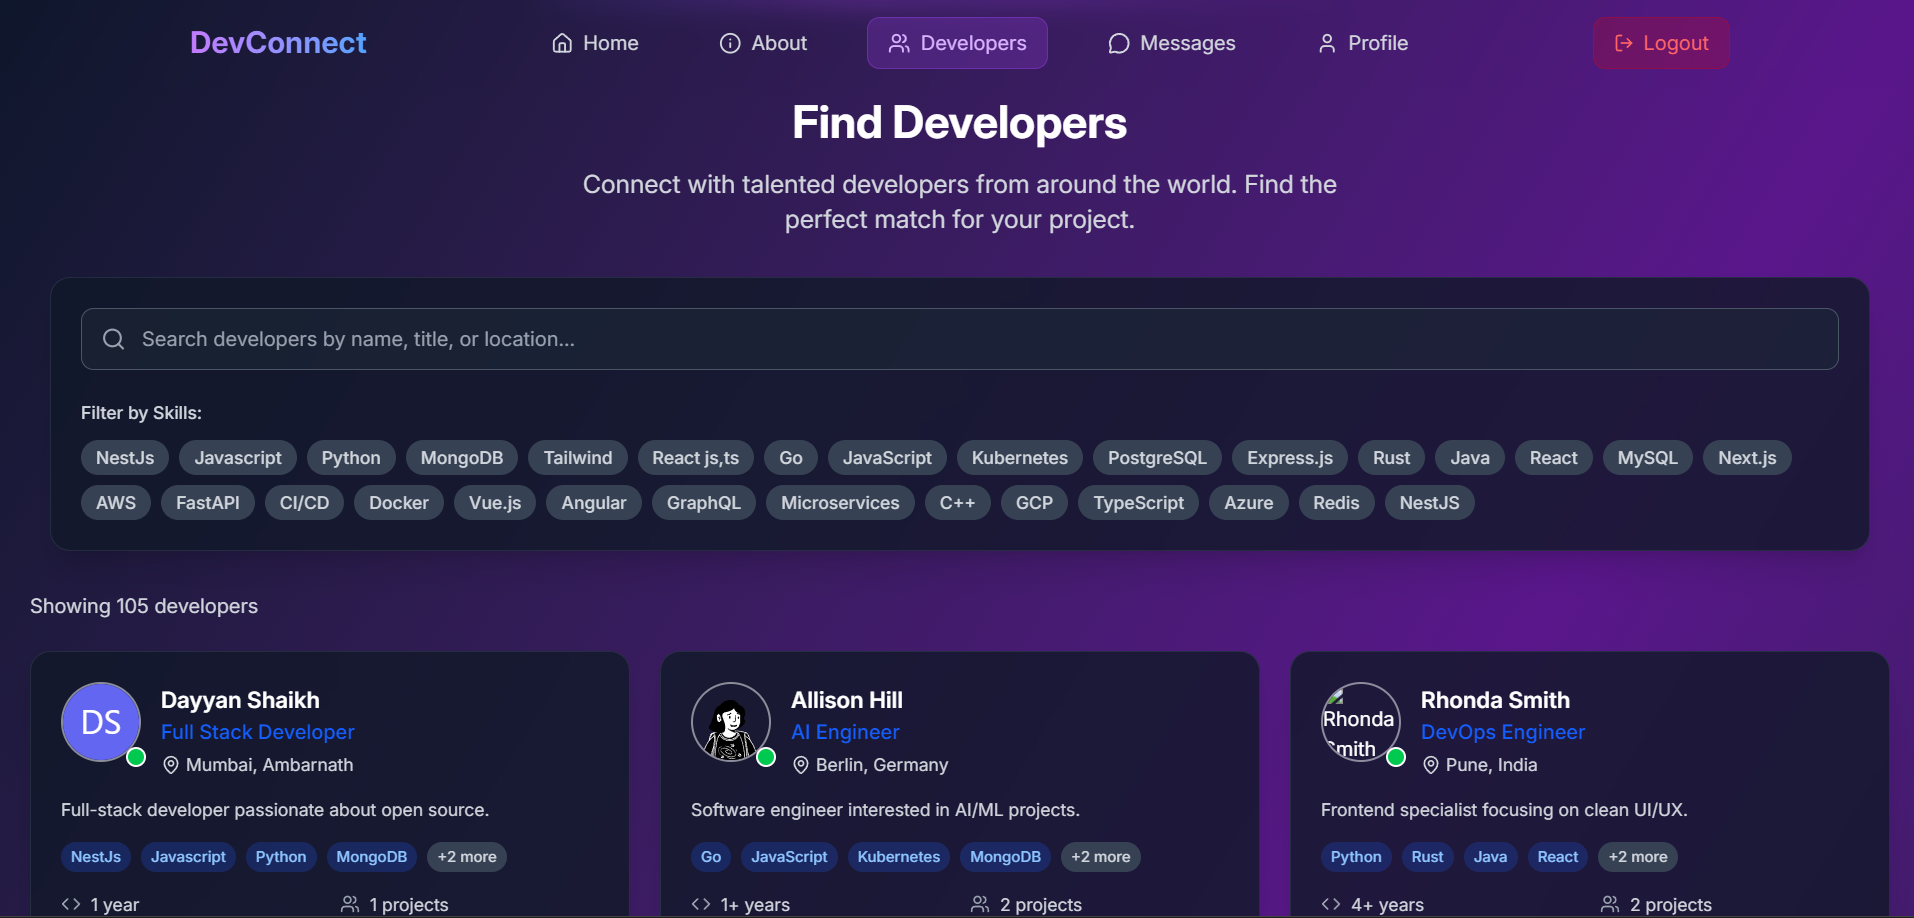 DevConnect
Home
About
Developers
Messages
Profile
Logout
Find Developers
Connect with talented developers from around the world. Find the
perfect match for your project.
Search developers by name, title, or location...
Filter by Skills:
NestJs Javascript Python MongoDB Tailwind React js,ts Go JavaScript Kubernetes PostgreSQL Express.js Rust Java React MySQL Next.js
AWS FastAPI CI/CD Docker Vue.js Angular GraphQL Microservices C++ GCP TypeScript Azure Redis NestJS
Showing 105 developers
DS
Dayyan Shaikh
Full Stack Developer
Mumbai, Ambarnath
Full-stack developer passionate about open source.
NestJs Javascript Python MongoDB +2 more
1 year
1 projects
Allison Hill
AI Engineer
Berlin, Germany
Software engineer interested in AI/ML projects.
Go JavaScript Kubernetes MongoDB +2 more
1+ years
2 projects
Rhonda
Smith
Rhonda Smith
DevOps Engineer
Pune, India
Frontend specialist focusing on clean UI/UX.
Python Rust Java React +2 more
4+ years
2 projects